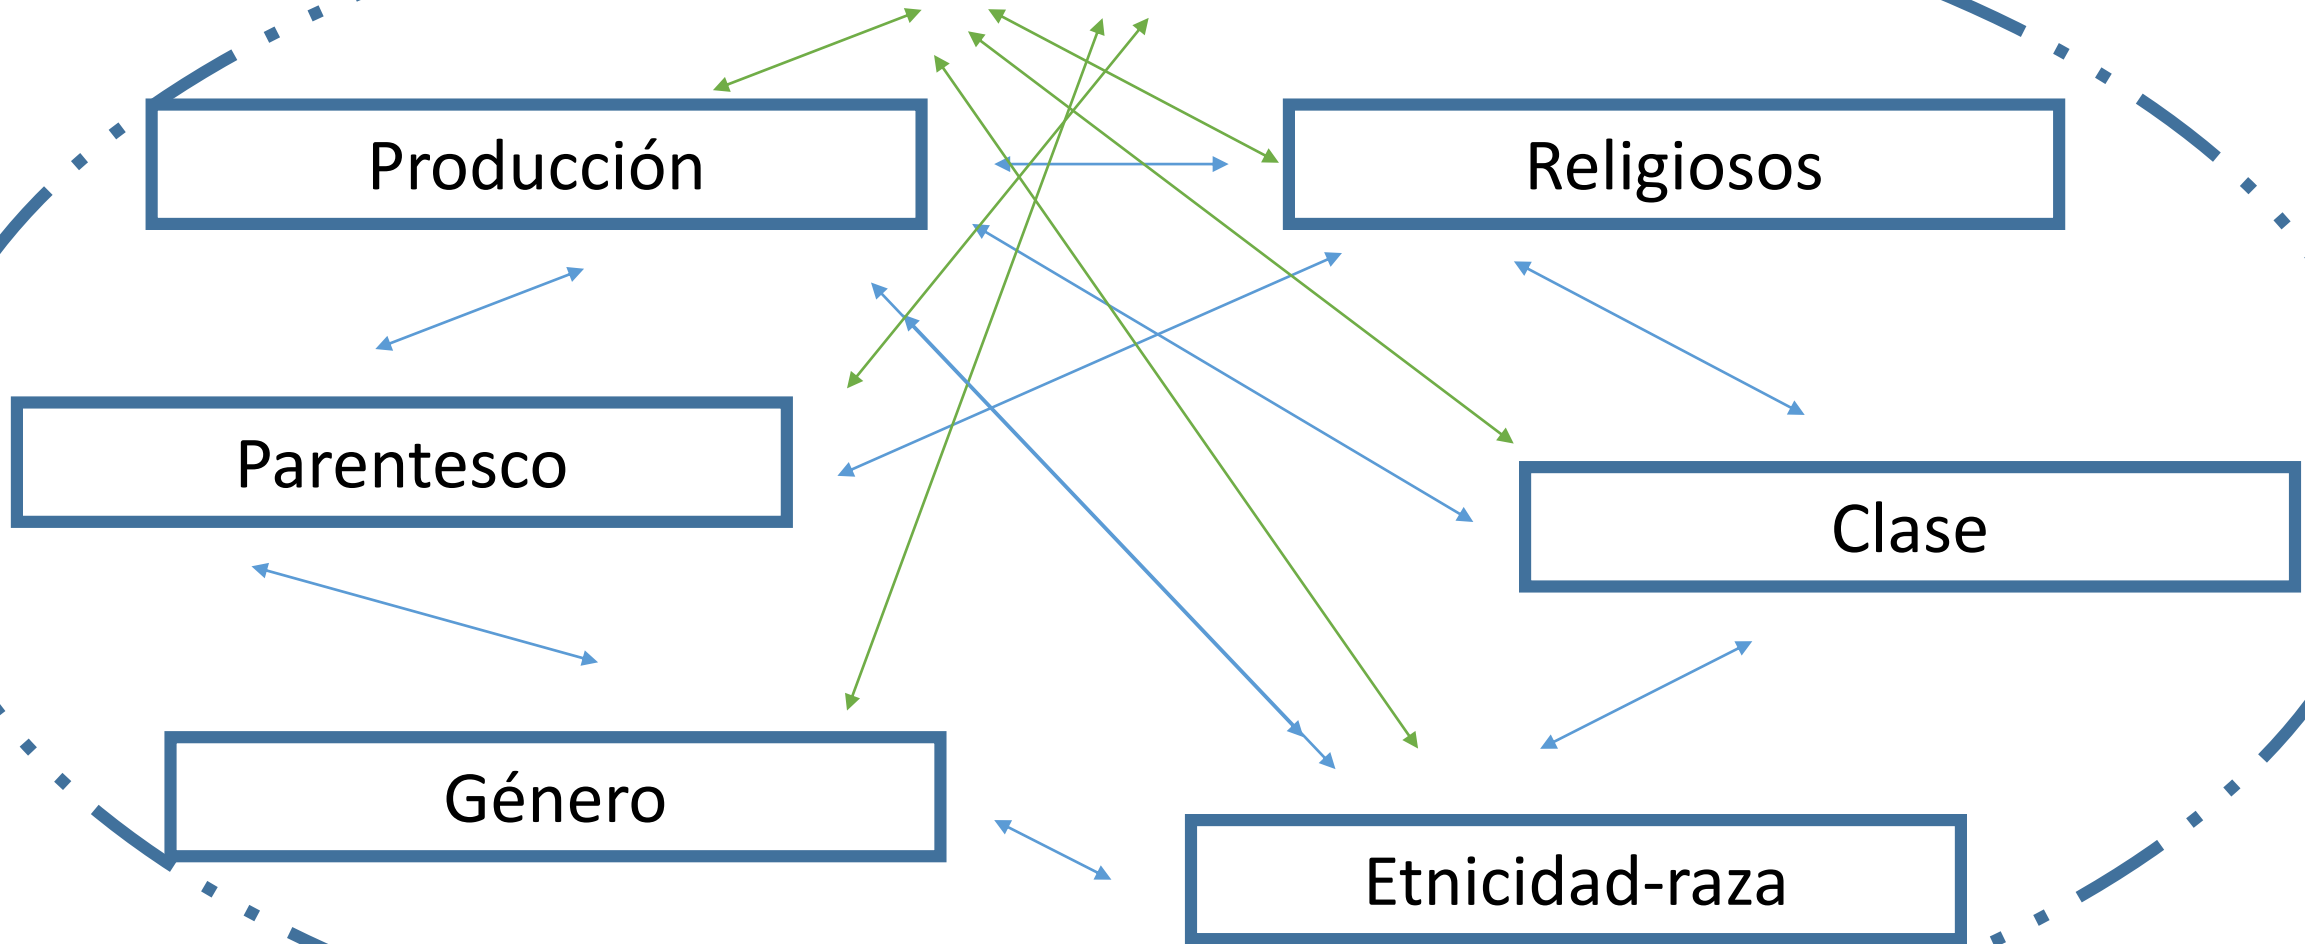 Producción
Religiosos
Parentesco
Clase
Género
Etnicidad-raza